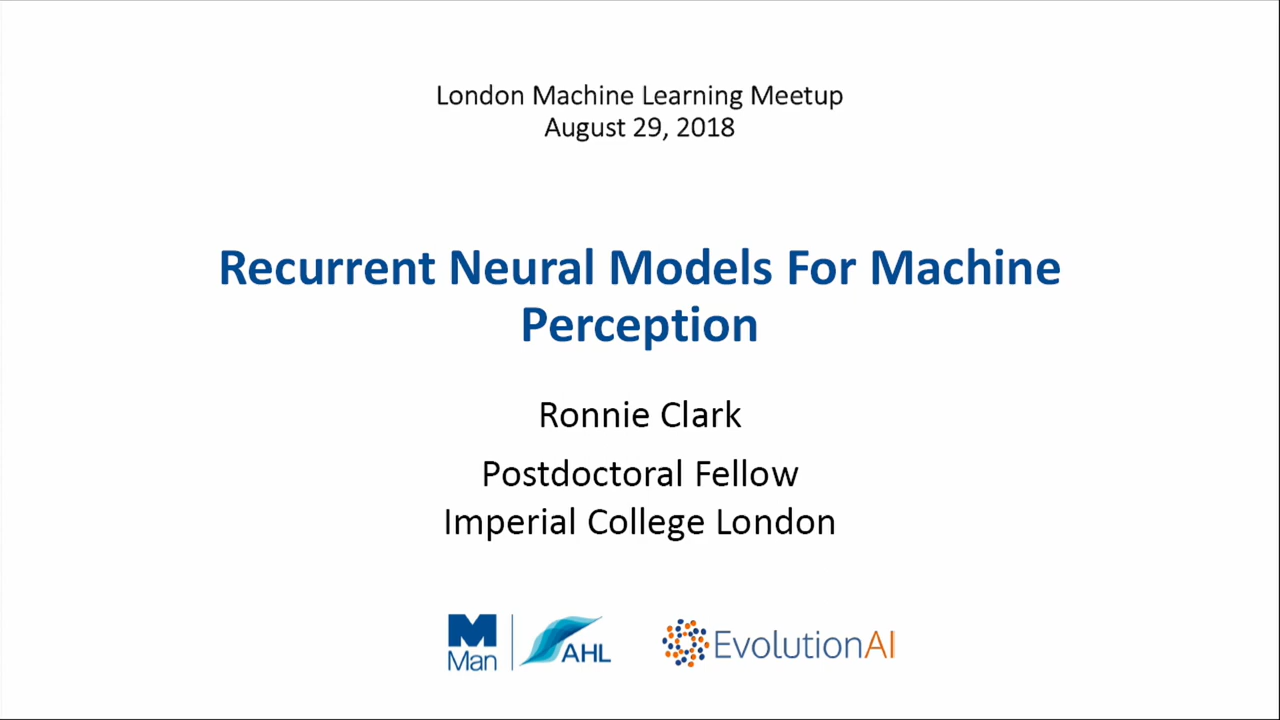 London Machine Learning Meetup
August 29, 2018
Recurrent Neural Models For Machine
Perception
Ronnie Clark
Postdoctoral Fellow
Imperial College London
Man
AHL
EvolutionAI